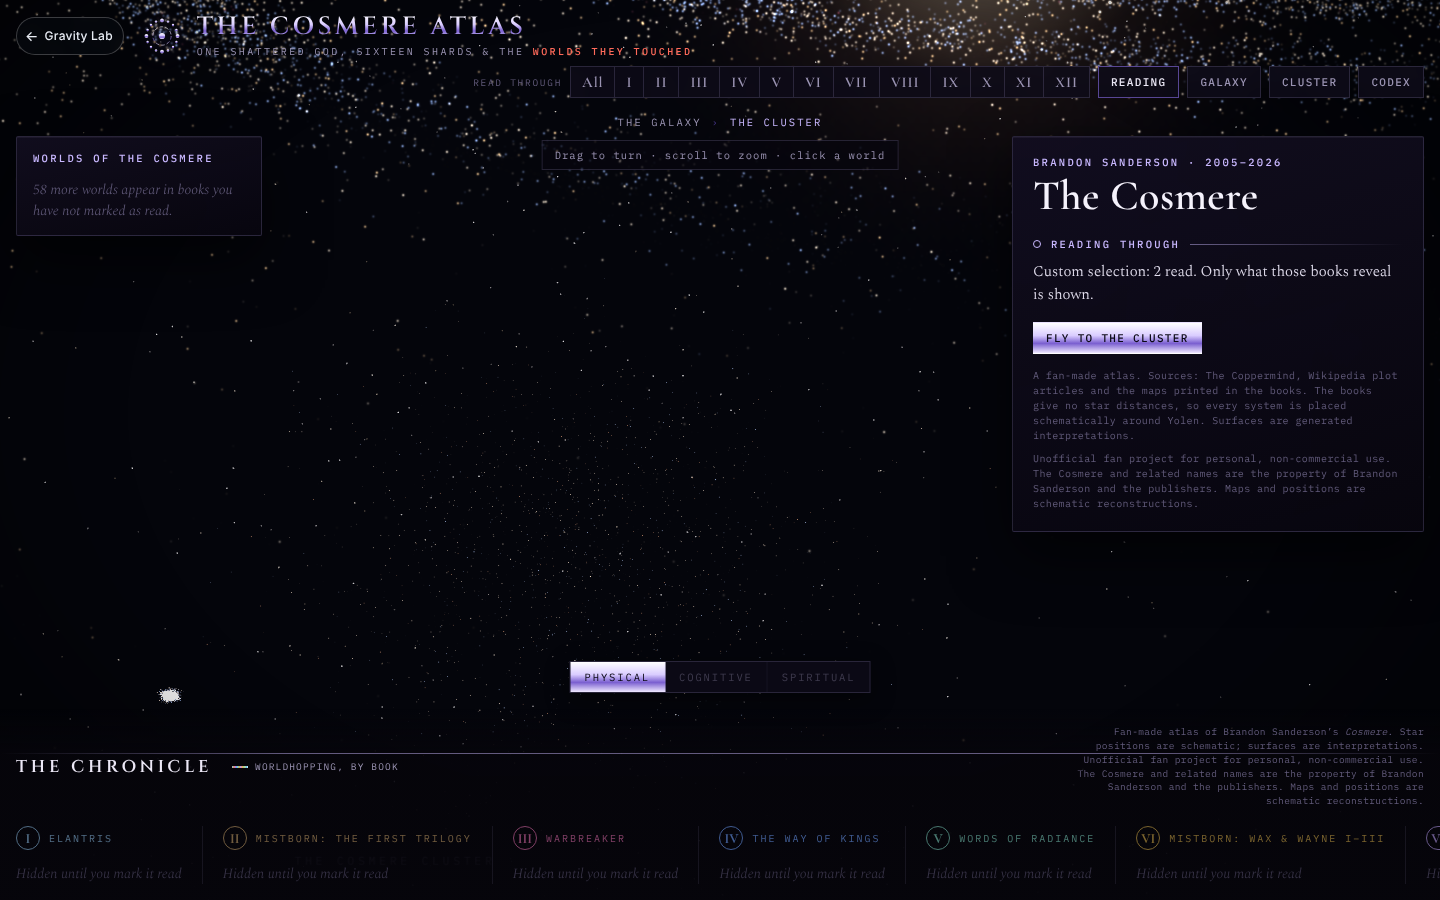 ← Gravity Lab
THE COSMERE ATLAS
ONE SHATTERED GOD, SIXTEEN SHARDS & THE WORLDS THEY TOUCHED
READ THROUGH All I II III IV V VI VII VIII IX X XI XII READING GALAXY CLUSTER CODEX
THE GALAXY › THE CLUSTER
Drag to turn · scroll to zoom · click a world
WORLDS OF THE COSMERE
58 more worlds appear in books you
have not marked as read.
BRANDON SANDERSON · 2005–2026
The Cosmere
READING THROUGH
Custom selection: 2 read. Only what those books reveal
is shown.
FLY TO THE CLUSTER
A fan-made atlas. Sources: The Coppermind, Wikipedia plot
articles and the maps printed in the books. The books
give no star distances, so every system is placed
schematically around Yolen. Surfaces are generated
interpretations.
Unofficial fan project for personal, non-commercial use.
The Cosmere and related names are the property of Brandon
Sanderson and the publishers. Maps and positions are
schematic reconstructions.
PHYSICAL COGNITIVE SPIRITUAL
Fan-made atlas of Brandon Sanderson's Cosmere. Star
positions are schematic; surfaces are interpretations.
Unofficial fan project for personal, non-commercial use.
The Cosmere and related names are the property of Brandon
Sanderson and the publishers. Maps and positions are
schematic reconstructions.
THE CHRONICLE WORLDHOPPING, BY BOOK
I ELANTRIS
Hidden until you mark it read
II MISTBORN: THE FIRST TRILOGY
THE COSMERE CLUSTER
Hidden until you mark it read
III WARBREAKER
Hidden until you mark it read
IV THE WAY OF KINGS
Hidden until you mark it read
V WORDS OF RADIANCE
Hidden until you mark it read
VI MISTBORN: WAX & WAYNE I–III
Hidden until you mark it read